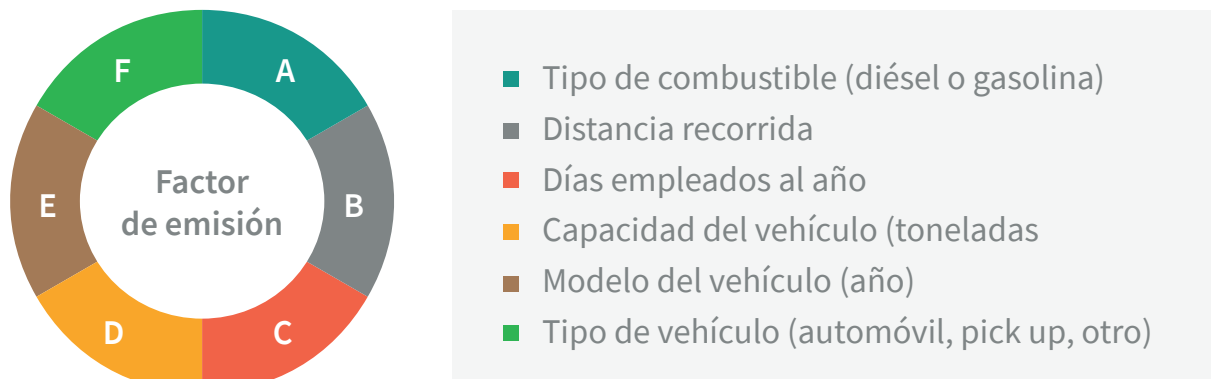 F
A
E
Factor
de emisión
B
D
C
Tipo de combustible (diésel o gasolina)
Distancia recorrida
Días empleados al año
Capacidad del vehículo (toneladas
Modelo del vehículo (año)
Tipo de vehículo (automóvil, pick up, otro)